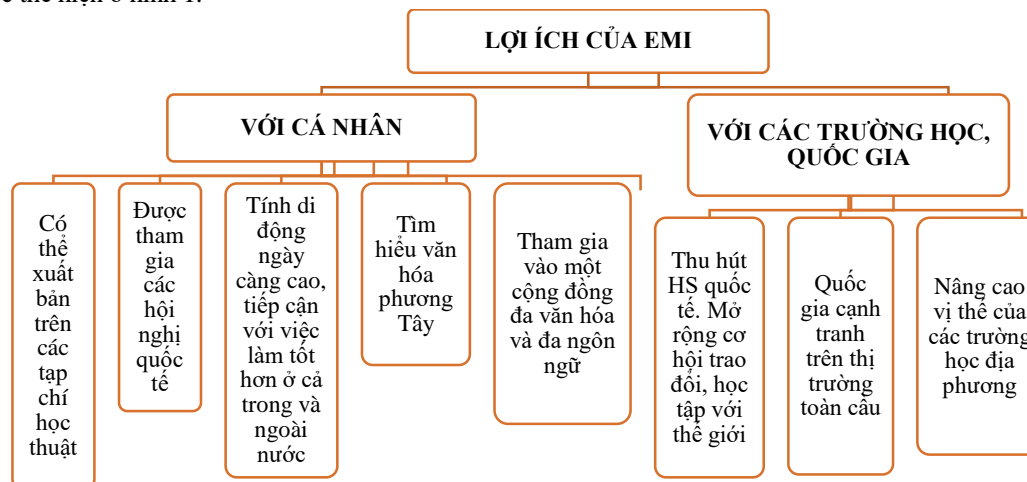 LỢI ÍCH CỦA EMI
VỚI CÁ NHÂN
VỚI CÁC TRƯỜNG HỌC,
QUỐC GIA
Có
thể
xuất
bản
trên
các
tạp
chí
học
thuật
Được
tham
gia
các
hội
nghị
quốc
tế
Tính di
động
ngày
càng cao,
tiếp cận
với việc
làm tốt
hơn ở cả
trong và
ngoài
nước
Tìm
hiểu văn
hóa
phương
Tây
Tham gia
vào một
cộng đồng
đa văn hóa
và đa ngôn
ngữ
Thu hút
HS quốc
tế. Mở
rộng cơ
hội trao
đổi, học
tập với
thế giới
Quốc
gia cạnh
tranh
trên thị
trường
toàn cầu
Nâng cao
vị thế của
các trường
học địa
phương